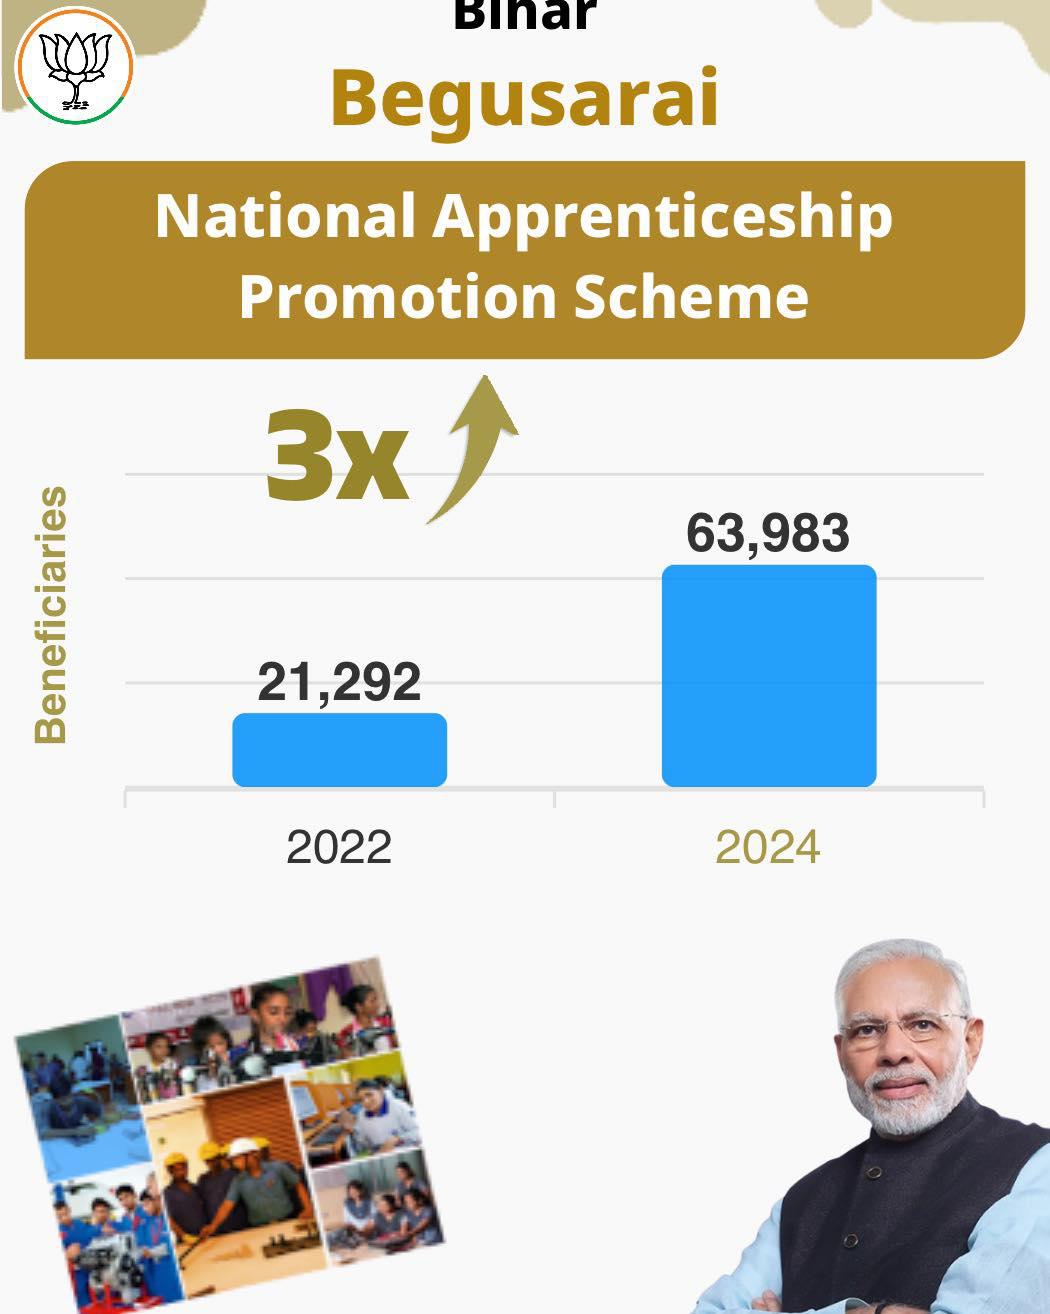 Bihar
Begusarai
National Apprenticeship
Promotion Scheme
3x
Beneficiaries
21,292
63,983
2022
2024